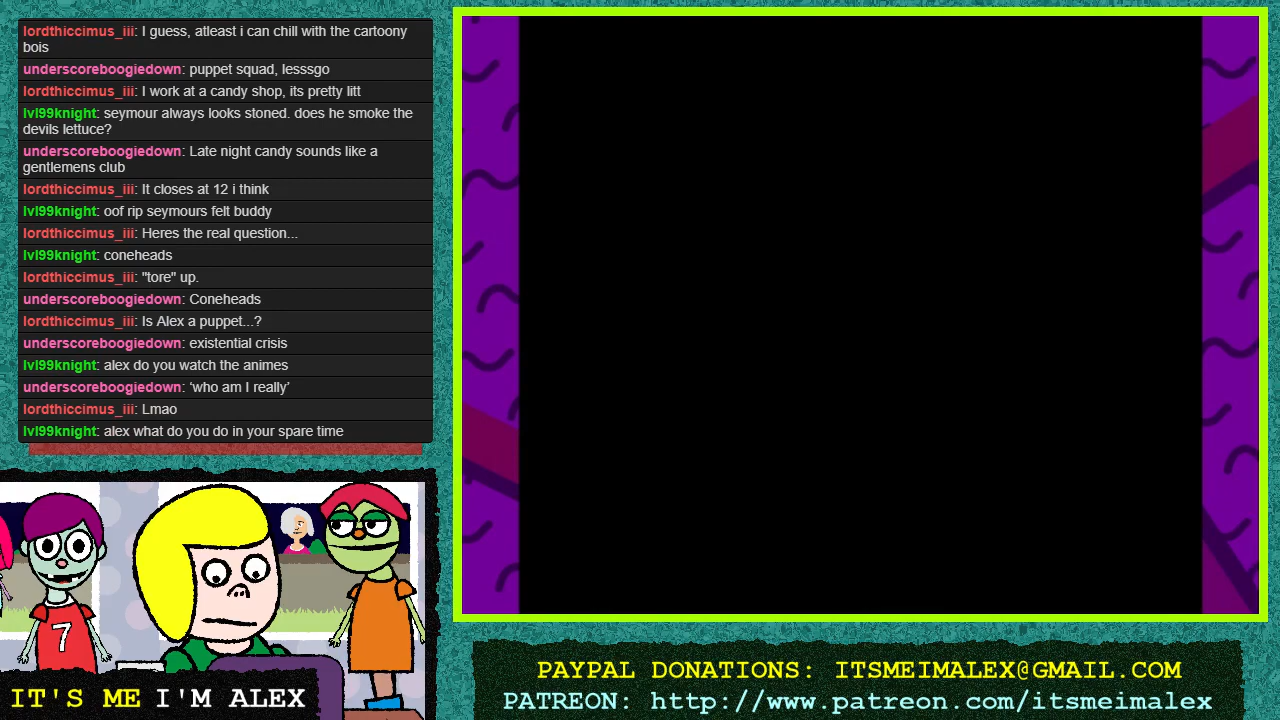 lordthiccimus_iii: I guess, atleast i can chill with the cartoony
bois
underscoreboogiedown: puppet squad, lesssgo
lordthiccimus_iii: I work at a candy shop, its pretty litt
lvl99knight: seymour always looks stoned. does he smoke the
devils lettuce?
underscoreboogiedown: Late night candy sounds like a
gentlemens club
lordthiccimus_iii: It closes at 12 i think
lvl99knight: oof rip seymours felt buddy
lordthiccimus_iii: Heres the real question...
lvl99knight: coneheads
lordthiccimus_iii: "tore" up.
underscoreboogiedown: Coneheads
lordthiccimus_iii: Is Alex a puppet...?
underscoreboogiedown: existential crisis
lvl99knight: alex do you watch the animes
underscoreboogiedown: ‘who am I really’
lordthiccimus_iii: Lmao
lvl99knight: alex what do you do in your spare time
7
IT'S ME I'M ALEX
PAYPAL DONATIONS: ITSMEIMALEX@GMAIL.COM
PATREON: http://www.patreon.com/itsmeimalex